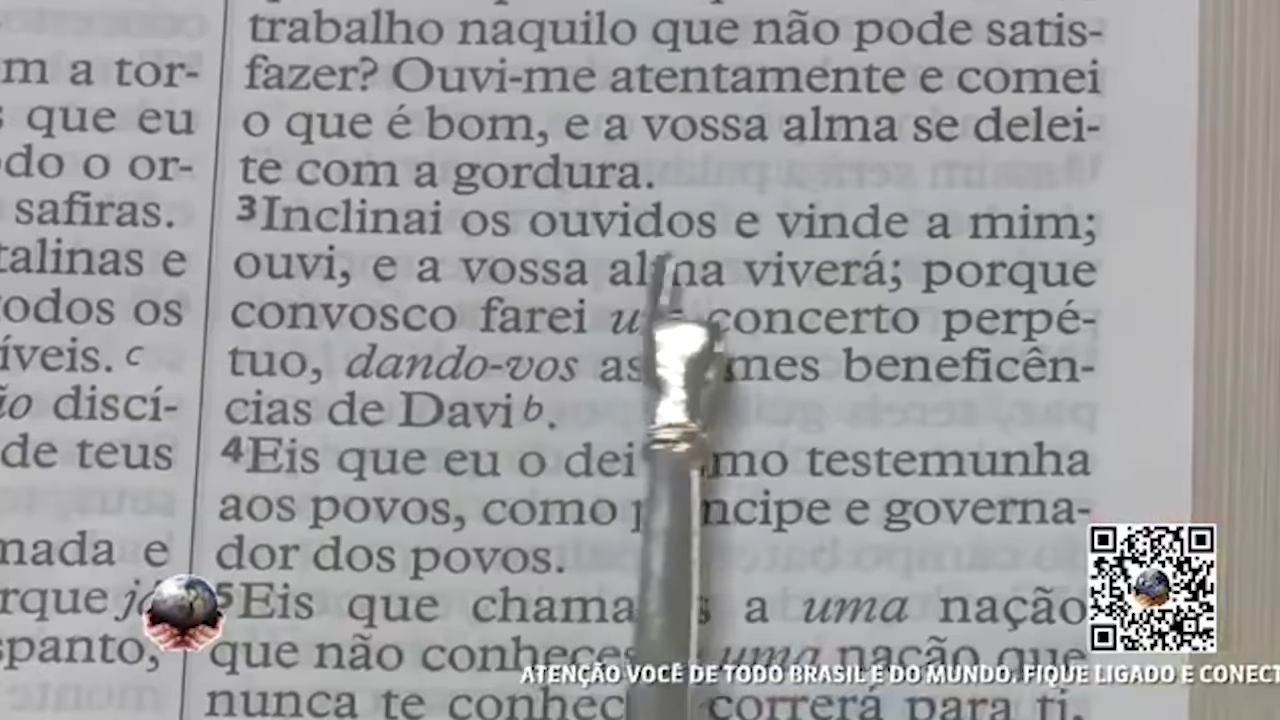 m a tor-
que eu
do o or-
safiras.
talinas e
odos os
íveis. c
ão discí-
de teus
mada e
rque já
spanto,
trabalho naquilo que não pode satis-
fazer? Ouvi-me atentamente e comei
o que é bom, e a vossa alma se delei-
te com a gordura.
3Inclinai os ouvidos e vinde a mim;
ouvi, e a vossa alma viverá; porque
convosco farei concerto perpé-
tuo, dando-vos as mes beneficên-
cias de Davi b.
4Eis que eu o dei mo testemunha
aos povos, como p ncipe e governa-
dor dos povos.
5Eis que chama s a uma nação
que não conheces uma nação que
nunca te conhec correrá para ti,
ATENÇÃO VOCÊ DE TODO BRASIL E DO MUNDO, FIQUE LIGADO E CONECT